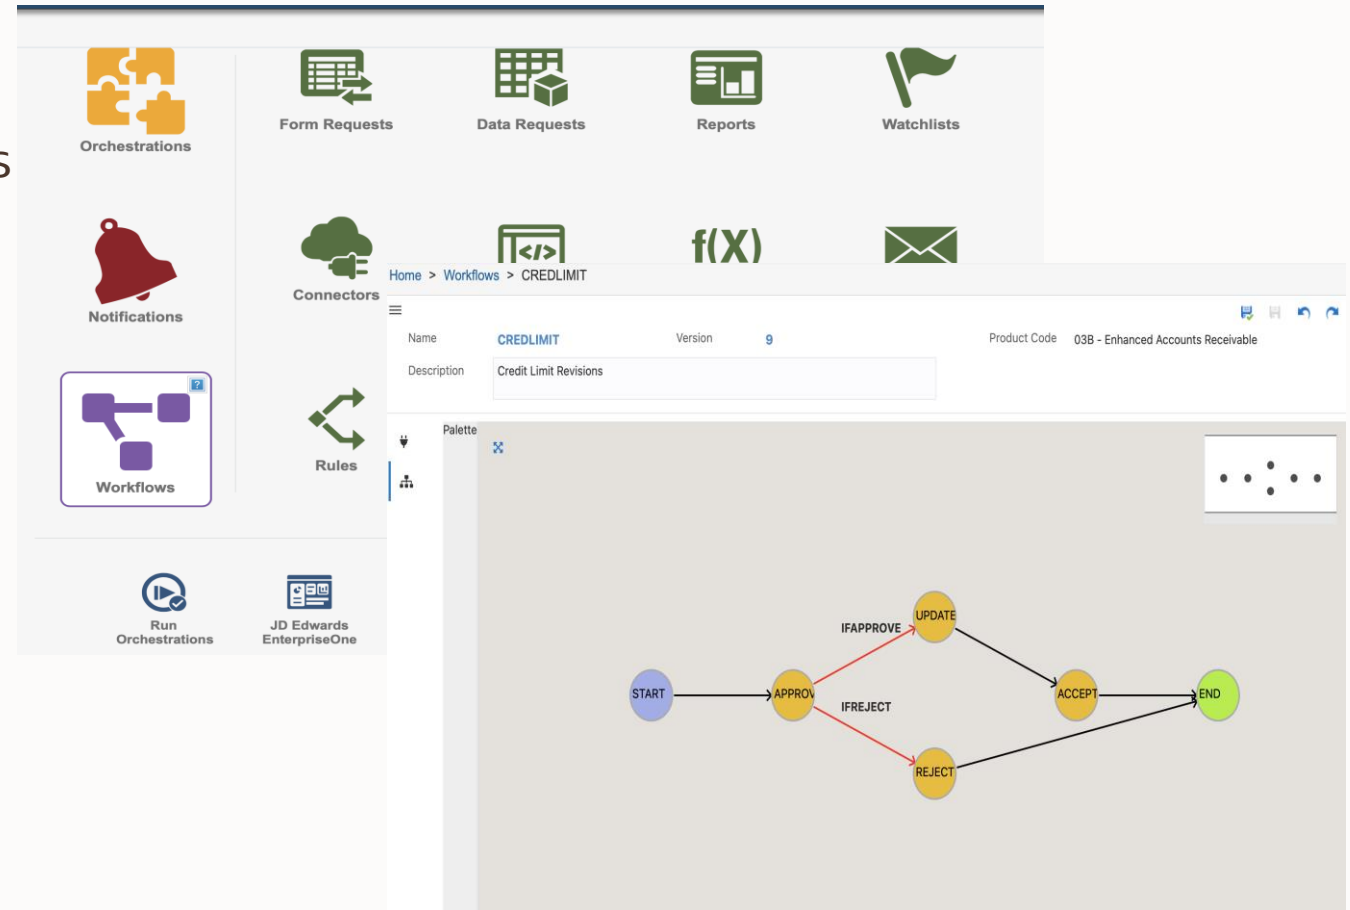 s
Form Requests
Data Requests
Reports
Watchlists
Orchestrations
f(X)
</>
Connectors
Notifications
Home > Workflows > CREDLIMIT
Name
CREDLIMIT
Version
9
Product Code
03B - Enhanced Accounts Receivable
Description
Credit Limit Revisions
?
Workflows
Rules
Palette
Run
Orchestrations
JD Edwards
EnterpriseOne
UPDATE
IFAPPROVE
START
APPROV
ACCEPT
END
IFREJECT
REJECT